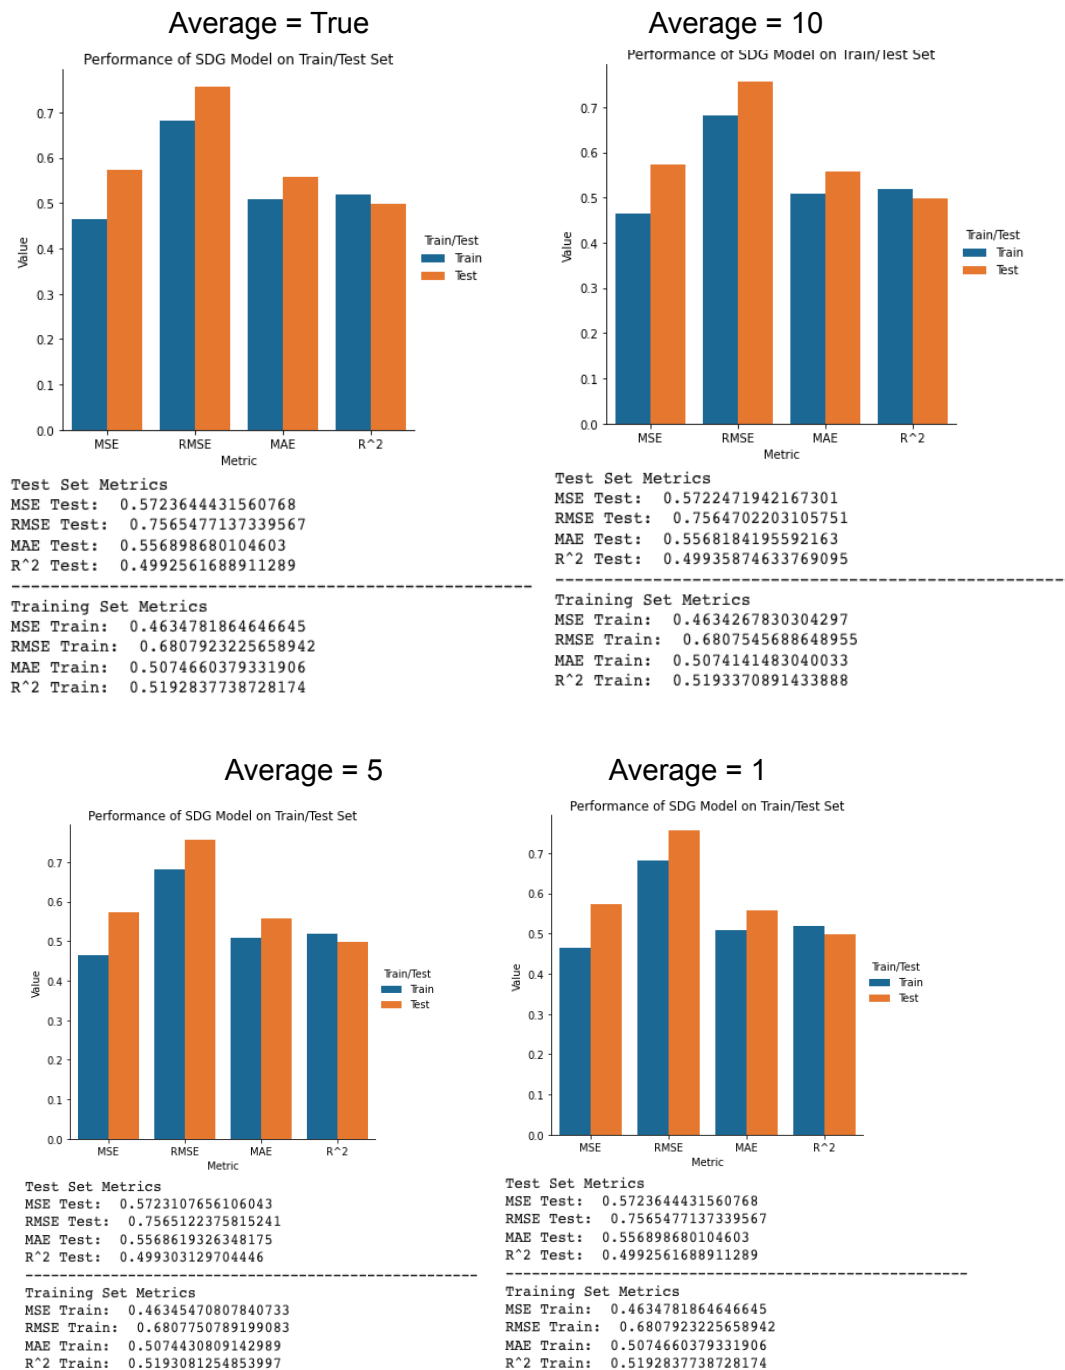 Average = True
Performance of SDG Model on Train/Test Set
Value
0.7
0.6
0.5
0.4
0.3
0.2
0.1
0.0
MSE RMSE MAE R^2
Metric
Train/Test
Train
Test
Test Set Metrics
MSE Test: 0.5723644431560768
RMSE Test: 0.7565477137339567
MAE Test: 0.556898680104603
R^2 Test: 0.4992561688911289
Training Set Metrics
MSE Train: 0.4634781864646645
RMSE Train: 0.6807923225658942
MAE Train: 0.5074660379331906
R^2 Train: 0.5192837738728174
Average = 10
Performance of SDG Model on Train/Test Set
Value
0.7
0.6
0.5
0.4
0.3
0.2
0.1
0.0
MSE RMSE MAE R^2
Metric
Train/Test
Train
Test
Test Set Metrics
MSE Test: 0.5722471942167301
RMSE Test: 0.7564702203105751
MAE Test: 0.5568184195592163
R^2 Test: 0.49935874633769095
Training Set Metrics
MSE Train: 0.4634267830304297
RMSE Train: 0.6807545688648955
MAE Train: 0.5074141483040033
R^2 Train: 0.5193370891433888
Average = 5
Performance of SDG Model on Train/Test Set
Value
0.7
0.6
0.5
0.4
0.3
0.2
0.1
0.0
MSE RMSE MAE R^2
Metric
Train/Test
Train
Test
Test Set Metrics
MSE Test: 0.5723107656106043
RMSE Test: 0.7565122375815241
MAE Test: 0.5568619326348175
R^2 Test: 0.499303129704446
Training Set Metrics
MSE Train: 0.46345470807840733
RMSE Train: 0.6807750789199083
MAE Train: 0.5074430809142989
R^2 Train: 0.5193081254853997
Average = 1
Performance of SDG Model on Train/Test Set
Value
0.7
0.6
0.5
0.4
0.3
0.2
0.1
0.0
MSE RMSE MAE R^2
Metric
Train/Test
Train
Test
Test Set Metrics
MSE Test: 0.5723644431560768
RMSE Test: 0.7565477137339567
MAE Test: 0.556898680104603
R^2 Test: 0.4992561688911289
Training Set Metrics
MSE Train: 0.4634781864646645
RMSE Train: 0.6807923225658942
MAE Train: 0.5074660379331906
R^2 Train: 0.5192837738728174